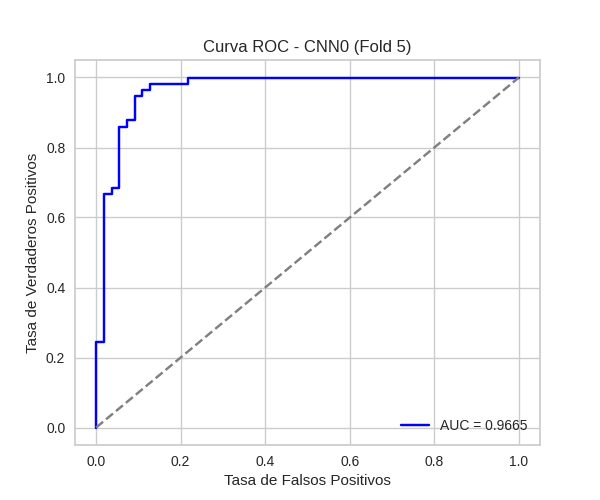 Curva ROC - CNN0 (Fold 5)
Tasa de Verdaderos Positivos
1.0
0.8
0.6
0.4
0.2
0.0
0.0 0.2 0.4 0.6 0.8 1.0
Tasa de Falsos Positivos
AUC = 0.9665